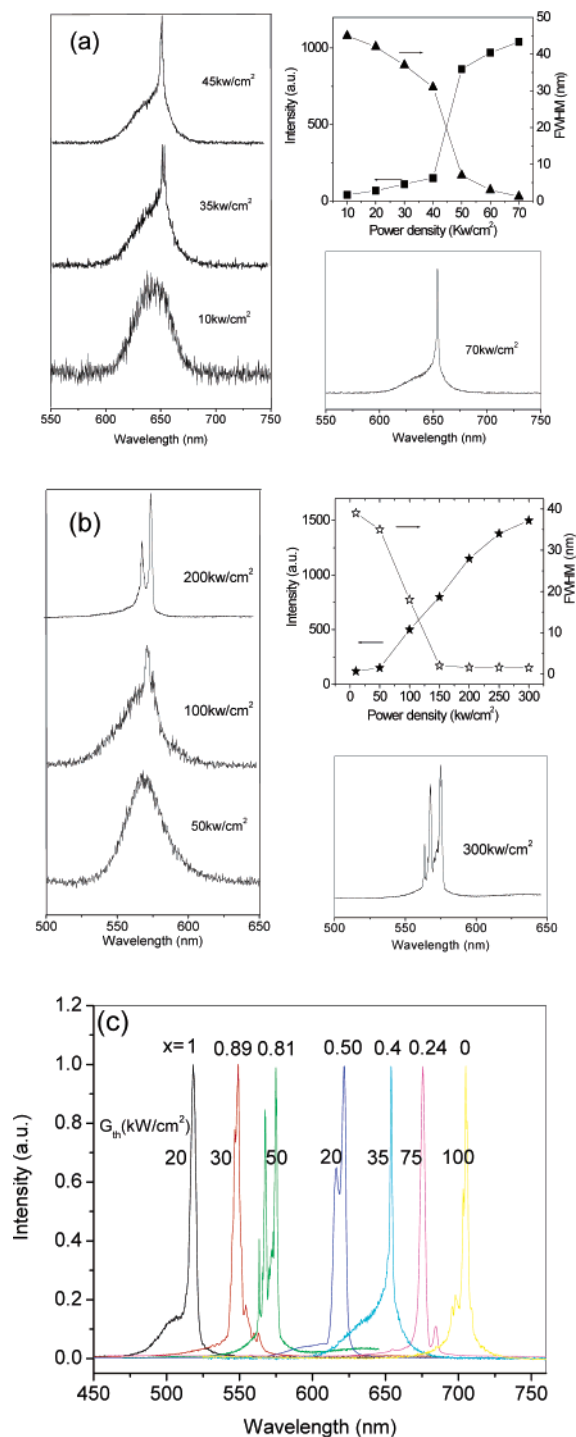 (a)
45kw/cm²
35kw/cm²
10kw/cm²
550 600 650 700 750
Wavelength (nm)
Intensity (a.u.)
1000
750
500
250
0
50
40
30
20
10
0
FWHM (nm)
10 20 30 40 50 60 70
Power density (Kw/cm²)
70kw/cm²
550 600 650 700 750
Wavelength (nm)
(b)
200kw/cm²
100kw/cm²
50kw/cm²
500 550 600 650
Wavelength (nm)
Intensity (a.u.)
1500
1250
1000
750
500
250
0
40
30
20
10
0
FWHM (nm)
0 50 100 150 200 250 300
Power density (kw/cm²)
300kw/cm²
500 550 600 650
Wavelength (nm)
(c)
Intensity (a.u.)
1.2
1.0
0.8
0.6
0.4
0.2
0.0
x= 1 0.89 0.81 0.50 0.4 0.24 0
Gth(kW/cm²)
20 30 50 20 35 75 100
450 500 550 600 650 700 750
Wavelength (nm)